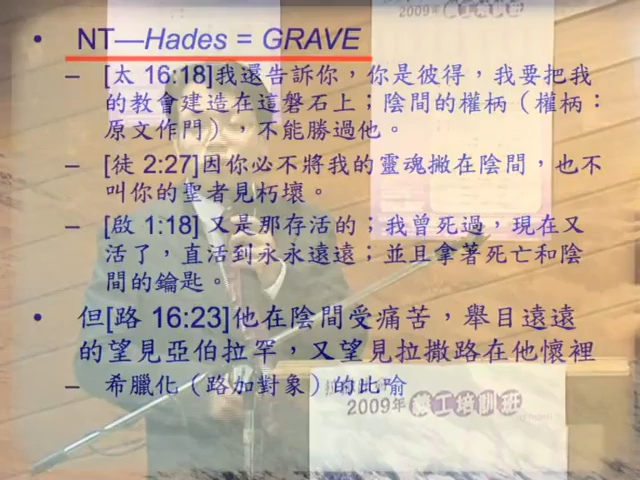 2009年
• NT—Hades = GRAVE
– [太 16:18]我還告訴你，你是彼得，我要把我
的教會建造在這磐石上；陰間的權柄（權柄：
原文作門），不能勝過他。
– [徒 2:27]因你必不將我的靈魂撇在陰間，也不
叫你的聖者見朽壞。
– [啟 1:18] 又是那存活的；我曾死過，現在又
活了，直活到永永遠遠；並且拿著死亡和陰
間的鑰匙。
• 但[路 16:23]他在陰間受痛苦，舉目遠遠
的望見亞伯拉罕，又望見拉撒路在他懷裡
– 希臘化（路加對象）的比喻
2009年義工培訓班